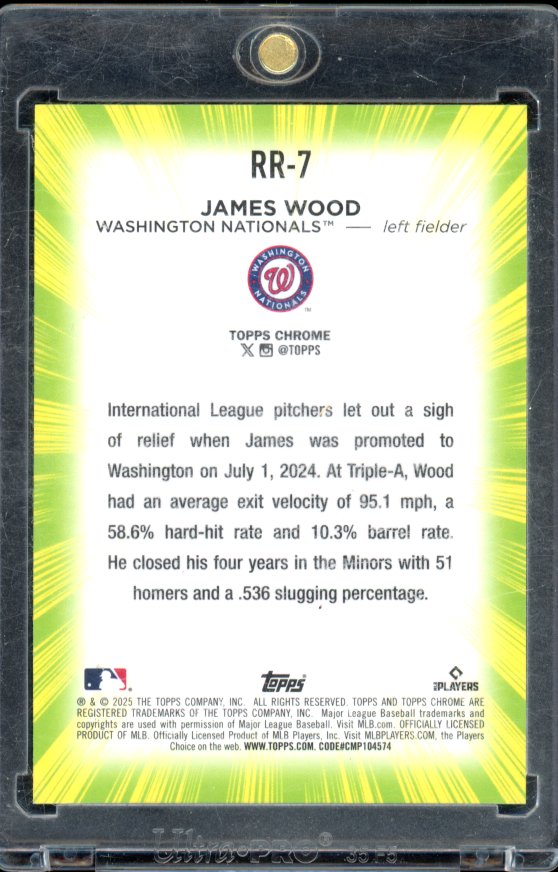 RR-7
JAMES WOOD
WASHINGTON NATIONALS™ — left fielder
WASHINGTON
W
NATIONALS
TM
TOPPS CHROME
X @TOPPS
International League pitchers let out a sigh
of relief when James was promoted to
Washington on July 1, 2024. At Triple-A, Wood
had an average exit velocity of 95.1 mph, a
58.6% hard-hit rate and 10.3% barrel rate.
He closed his four years in the Minors with 51
homers and a .536 slugging percentage.
topps
PLAYERS
® & © 2025 THE TOPPS COMPANY, INC. ALL RIGHTS RESERVED. TOPPS AND TOPPS CHROME ARE
REGISTERED TRADEMARKS OF THE TOPPS COMPANY, INC. Major League Baseball trademarks and
copyrights are used with permission of Major League Baseball. Visit MLB.com. OFFICIALLY LICENSED
PRODUCT OF MLB. Officially Licensed Product of MLB Players, Inc. Visit MLBPLAYERS.COM, the Players
Choice on the web. WWW.TOPPS.COM. CODE#CMP104574
Ultra•PRO® 35PT